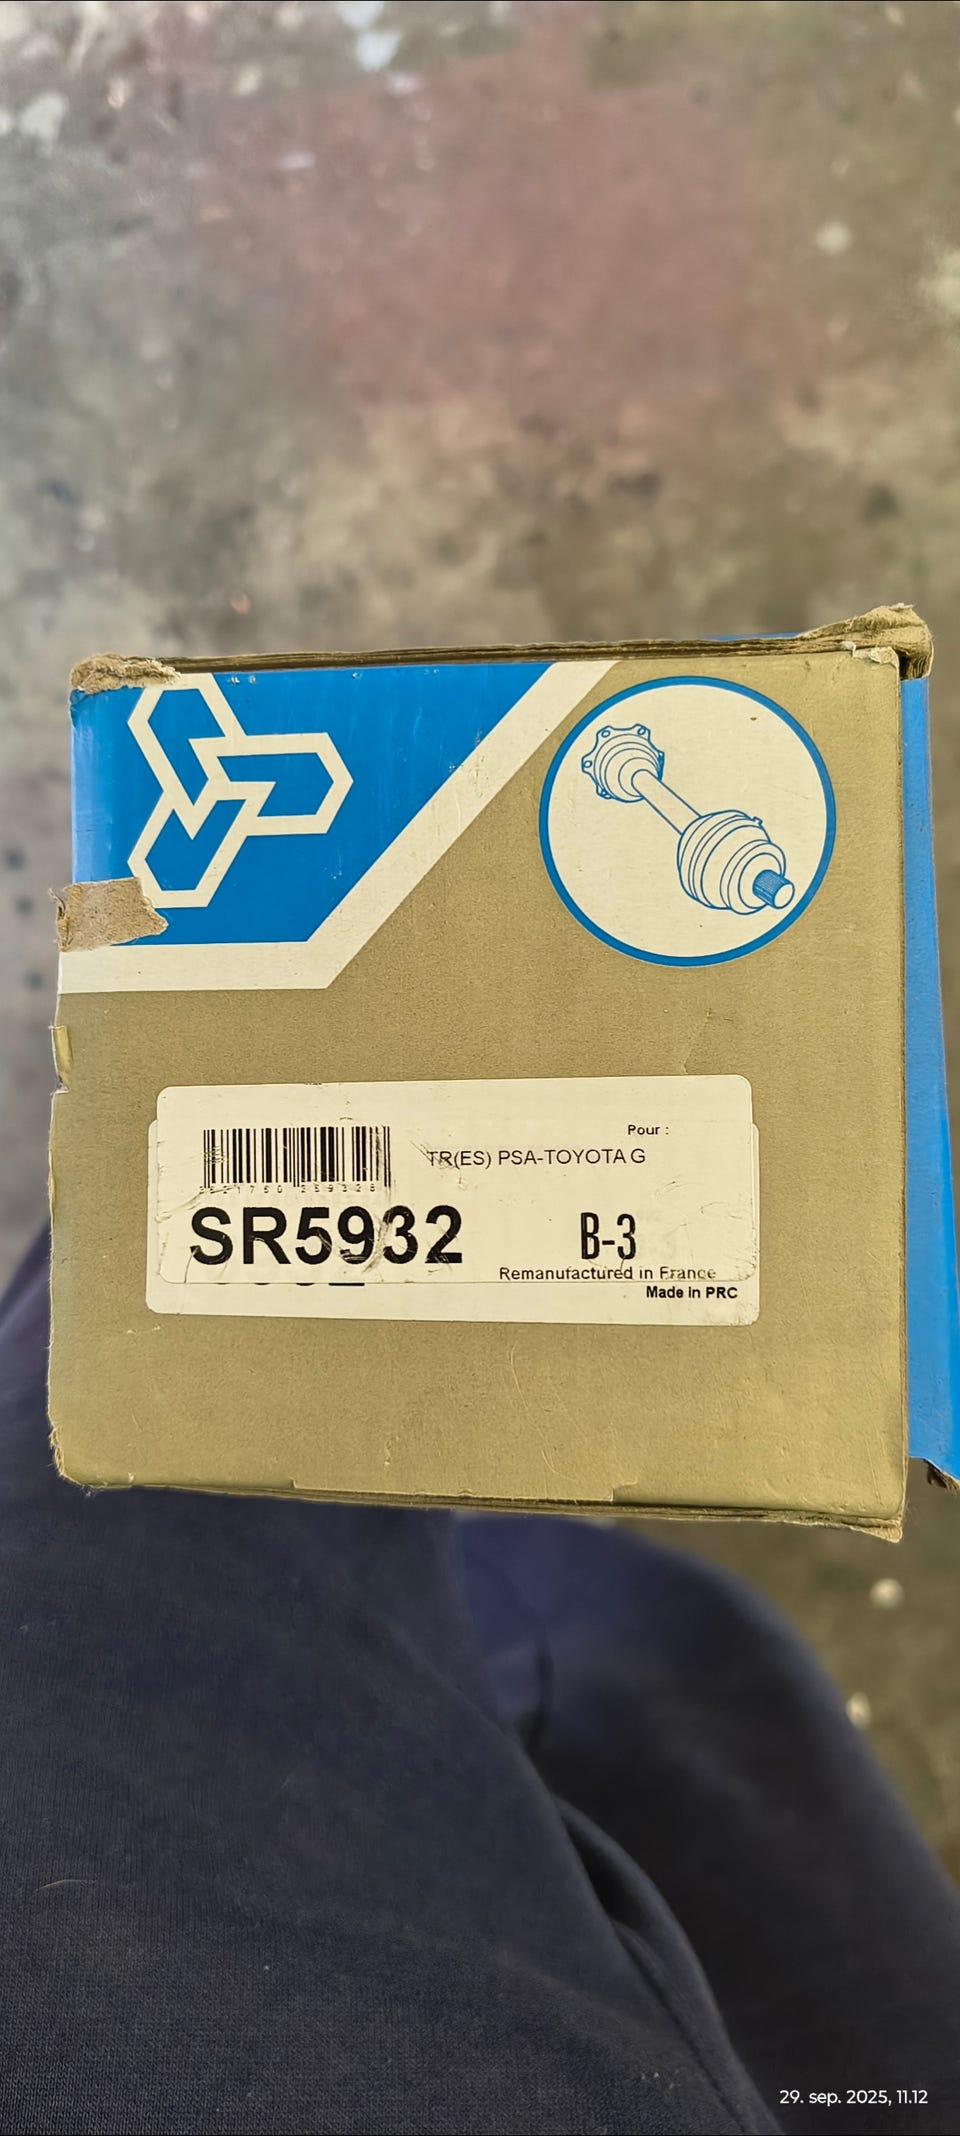 Pour :
TR(ES) PSA-TOYOTA G
SR5932
B-3
Remanufactured in France
Made in PRC
29. sep. 2025, 11.12